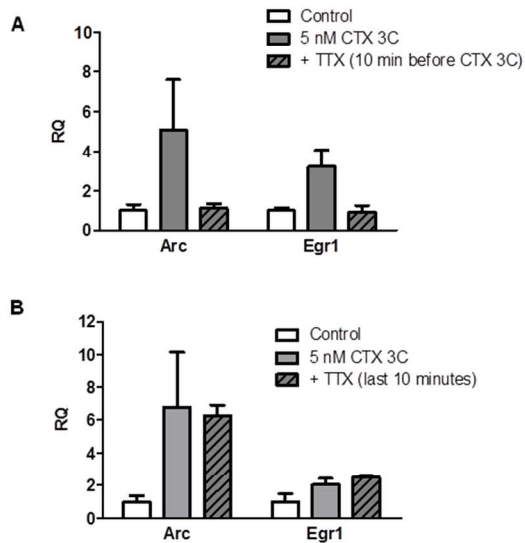 A
Control
5 nM CTX 3C
+ TTX (10 min before CTX 3C)
10
8
6
4
2
0
RQ
Arc Egr1
B
Control
5 nM CTX 3C
+ TTX (last 10 minutes)
12
10
8
6
4
2
0
RQ
Arc Egr1